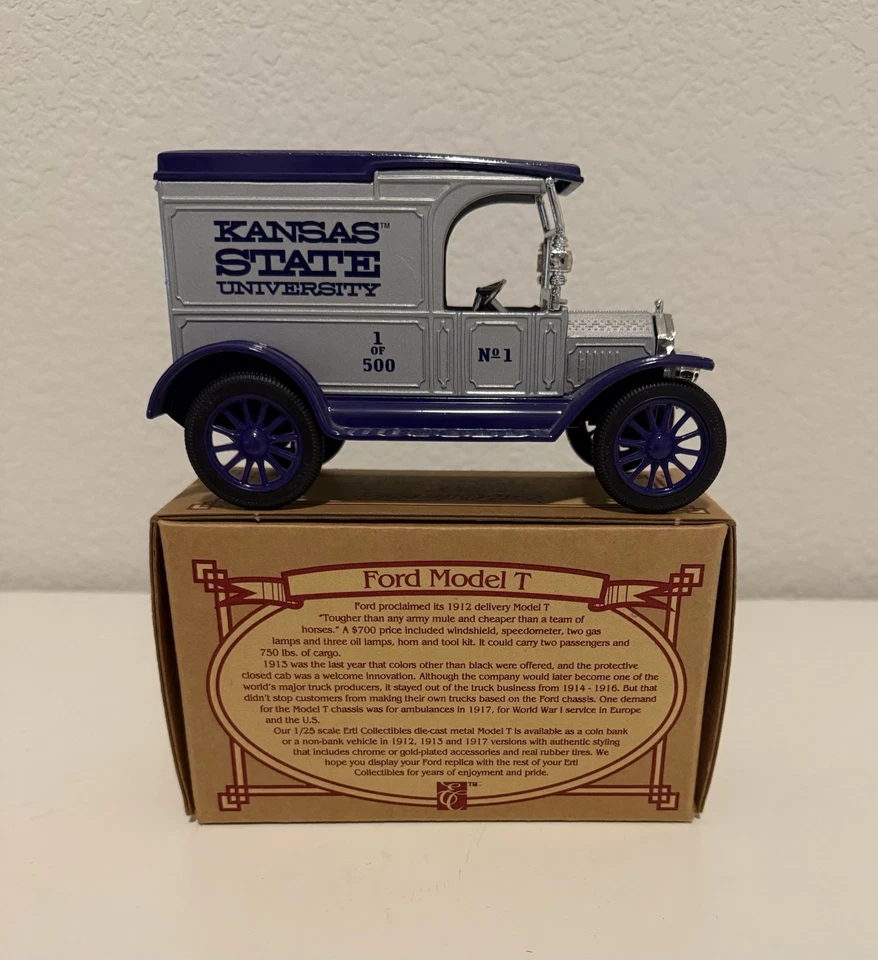 KANSAS™
STATE
UNIVERSITY
1
OF
500
Nº 1
Ford Model T
Ford proclaimed its 1912 delivery Model T
"Tougher than any army mule and cheaper than a team of
horses." A $700 price included windshield, speedometer, two gas
lamps and three oil lamps, horn and tool kit. It could carry two passengers and
750 lbs. of cargo.
1913 was the last year that colors other than black were offered, and the protective
closed cab was a welcome innovation. Although the company would later become one of the
world's major truck producers, it stayed out of the truck business from 1914 - 1916. But that
didn't stop customers from making their own trucks based on the Ford chassis. One demand
for the Model T chassis was for ambulances in 1917, for World War I service in Europe
and the U.S.
Our 1/25 scale Ertl Collectibles die-cast metal Model T is available as a coin bank
or a non-bank vehicle in 1912, 1913 and 1917 versions with authentic styling
that includes chrome or gold-plated accessories and real rubber tires. We
hope you display your Ford replica with the rest of your Ertl
Collectibles for years of enjoyment and pride.
EC™